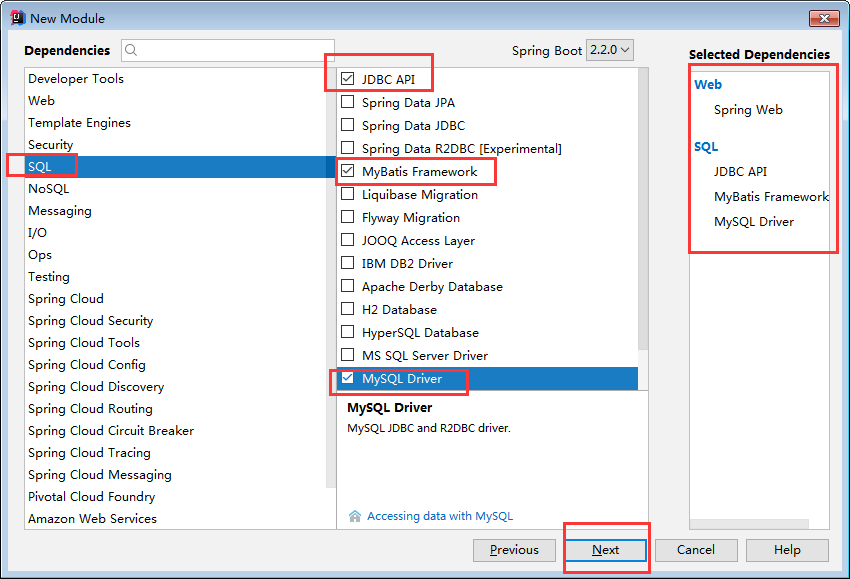 New Module
Dependencies
Spring Boot 2.2.0
Selected Dependencies
Developer Tools
Web
Template Engines
Security
SQL
NoSQL
Messaging
I/O
Ops
Testing
Spring Cloud
Spring Cloud Security
Spring Cloud Tools
Spring Cloud Config
Spring Cloud Discovery
Spring Cloud Routing
Spring Cloud Circuit Breaker
Spring Cloud Tracing
Spring Cloud Messaging
Pivotal Cloud Foundry
Amazon Web Services
JDBC API
Spring Data JPA
Spring Data JDBC
Spring Data R2DBC [Experimental]
MyBatis Framework
Liquibase Migration
Flyway Migration
JOOQ Access Layer
IBM DB2 Driver
Apache Derby Database
H2 Database
HyperSQL Database
MS SQL Server Driver
MySQL Driver
MySQL Driver
MySQL JDBC and R2DBC driver.
Accessing data with MySQL
Web
Spring Web
SQL
JDBC API
MyBatis Framework
MySQL Driver
Previous
Next
Cancel
Help